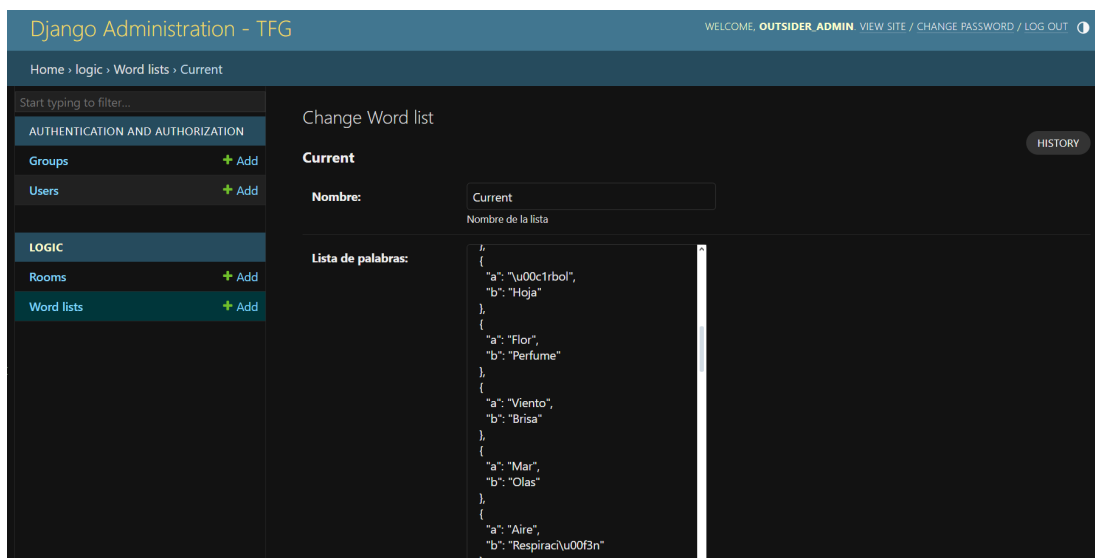 Django Administration - TFG
WELCOME, OUTSIDER_ADMIN. VIEW SITE / CHANGE PASSWORD / LOG OUT
Home › logic › Word lists › Current
Start typing to filter...
AUTHENTICATION AND AUTHORIZATION
Groups + Add
Users + Add
LOGIC
Rooms + Add
Word lists + Add
Change Word list
HISTORY
Current
Nombre: Current
Nombre de la lista
Lista de palabras:
},
{
"a": "\u00c1rbol",
"b": "Hoja"
},
{
"a": "Flor",
"b": "Perfume"
},
{
"a": "Viento",
"b": "Brisa"
},
{
"a": "Mar",
"b": "Olas"
},
{
"a": "Aire",
"b": "Respiraci\u00f3n"